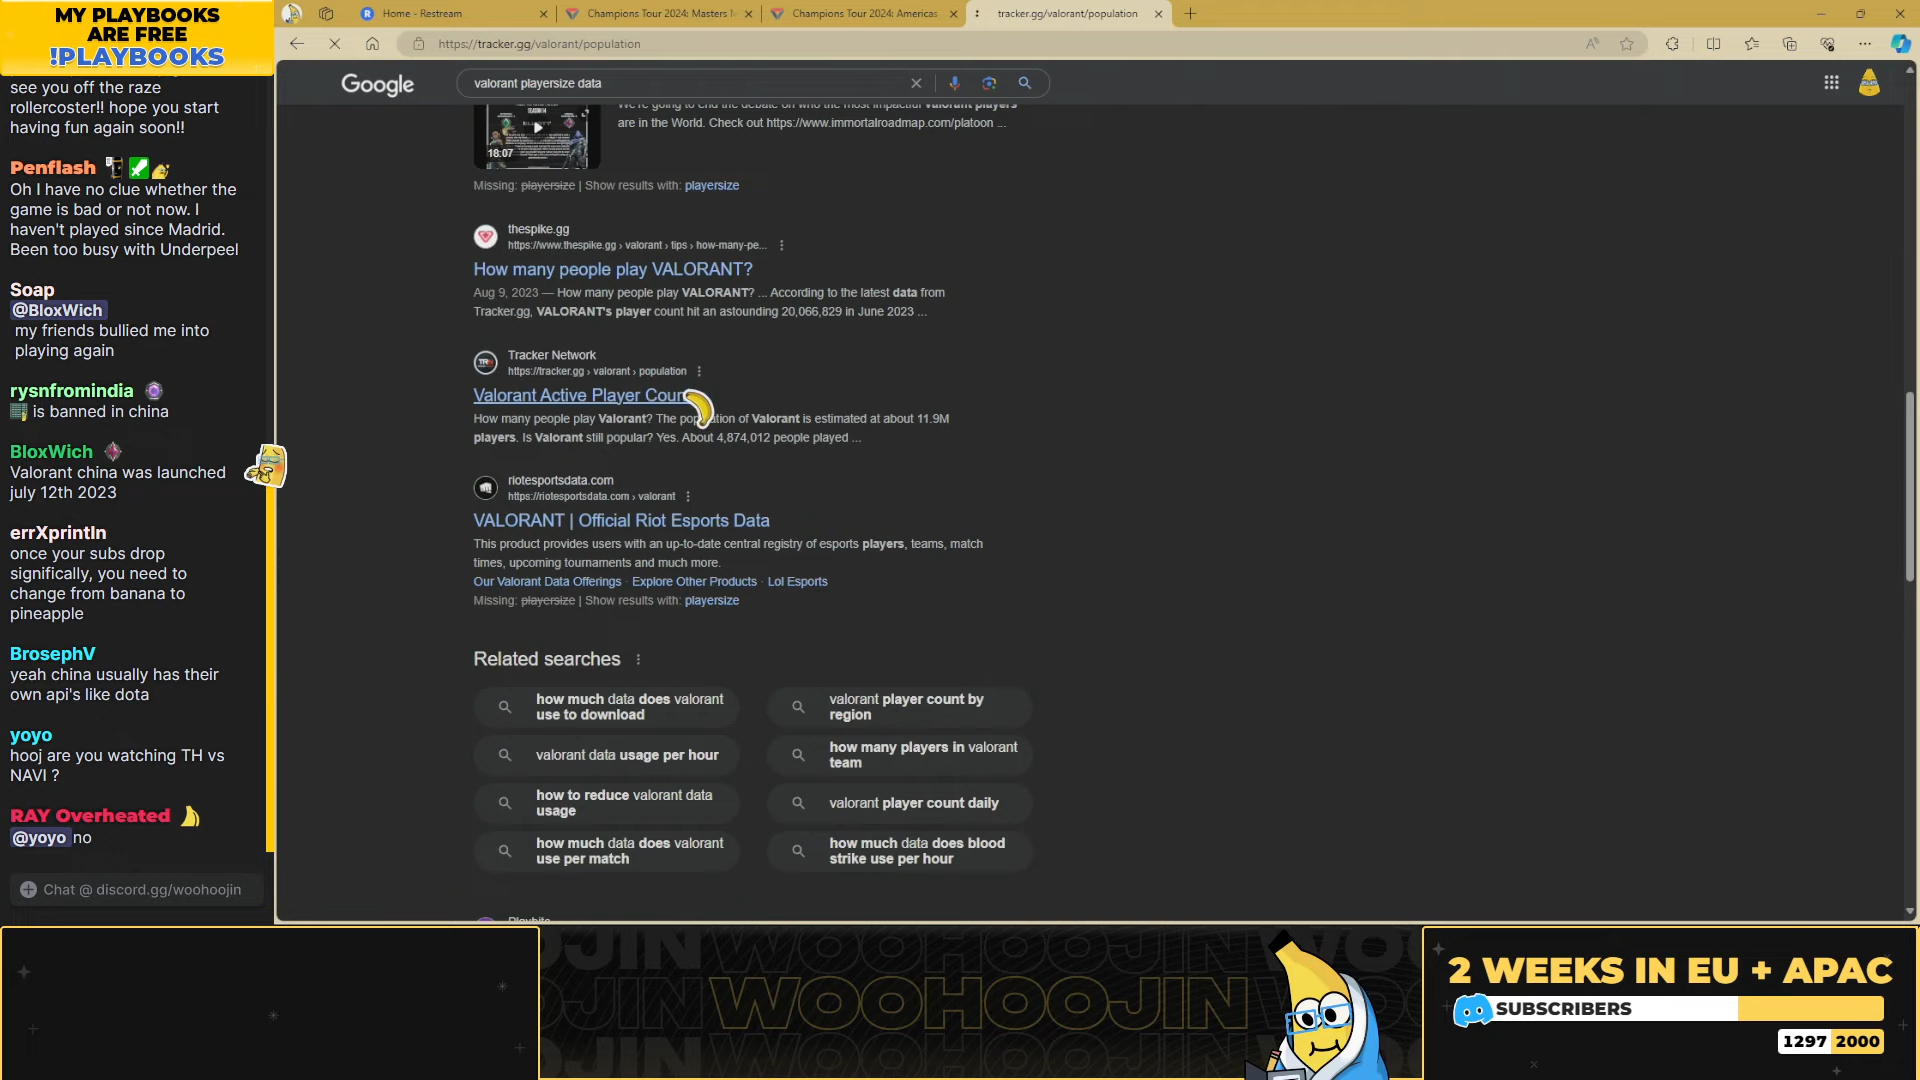 MY PLAYBOOKS
ARE FREE
!PLAYBOOKS
see you off the raze
rollercoster!! hope you start
having fun again soon!!
Penflash
Oh I have no clue whether the
game is bad or not now. I
haven't played since Madrid.
Been too busy with Underpeel
Soap
@BloxWich
my friends bullied me into
playing again
rysnfromindia
is banned in china
BloxWich
Valorant china was launched
july 12th 2023
errXprintIn
once your subs drop
significally, you need to
change from banana to
pineapple
BrosephV
yeah china usually has their
own api's like dota
yoyo
hooj are you watching TH vs
NAVI ?
RAY Overheated
@yoyo no
Chat @ discord.gg/woohoojin
Home - Restream
Champions Tour 2024: Masters
Champions Tour 2024: Americas
tracker.gg/valorant/population
https://tracker.gg/valorant/population
Google
valorant playersize data
We're going to end the debate on who the most impactful valorant players
are in the World. Check out https://www.immortalroadmap.com/platoon ...
18:07
Missing: playersize | Show results with: playersize
thespike.gg
https://www.thespike.gg › valorant › tips › how-many-pe...
How many people play VALORANT?
Aug 9, 2023 — How many people play VALORANT? ... According to the latest data from
Tracker.gg, VALORANT's player count hit an astounding 20,066,829 in June 2023 ...
Tracker Network
https://tracker.gg › valorant › population
Valorant Active Player Coun
How many people play Valorant? The population of Valorant is estimated at about 11.9M
players. Is Valorant still popular? Yes. About 4,874,012 people played ...
riotesportsdata.com
https://riotesportsdata.com › valorant
VALORANT | Official Riot Esports Data
This product provides users with an up-to-date central registry of esports players, teams, match
times, upcoming tournaments and much more.
Our Valorant Data Offerings · Explore Other Products · Lol Esports
Missing: playersize | Show results with: playersize
Related searches
how much data does valorant
use to download
valorant player count by
region
valorant data usage per hour
how many players in valorant
team
how to reduce valorant data
usage
valorant player count daily
how much data does valorant
use per match
how much data does blood
strike use per hour
WOOHOOJIN
2 WEEKS IN EU + APAC
SUBSCRIBERS
1297 2000